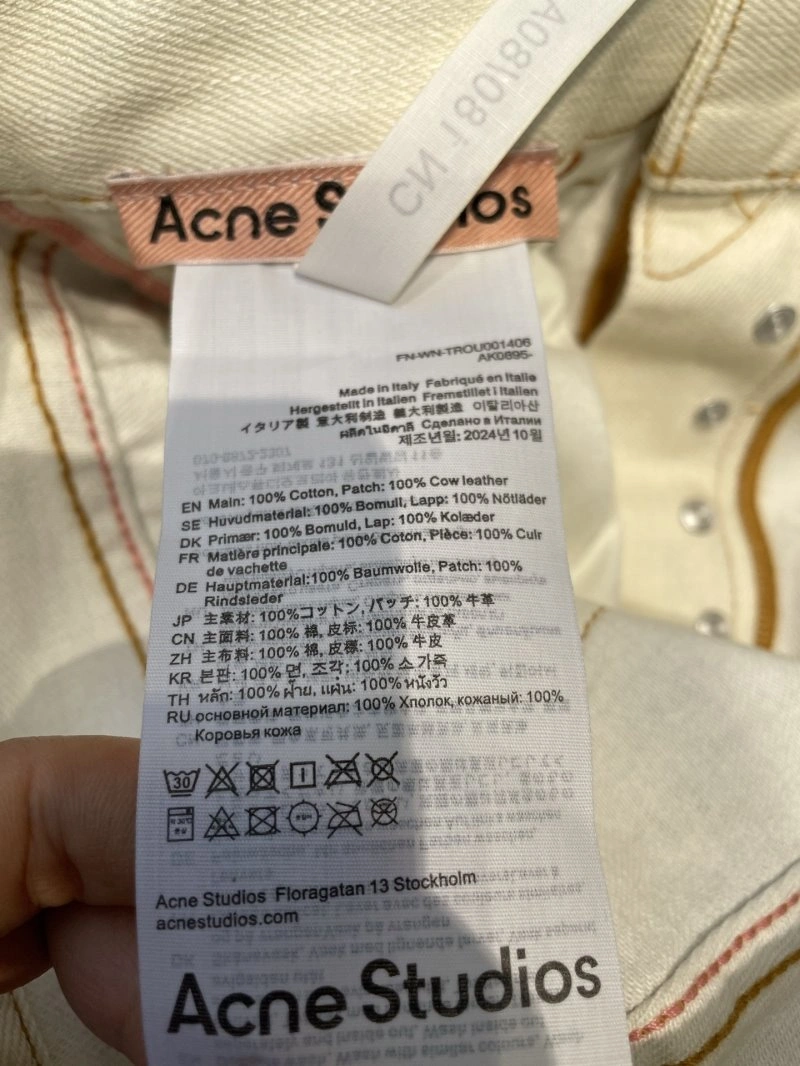 Acne Studios
FN-WN-TROU001406
AK0895-
Made in Italy Fabriqué en Italie
Hergestellt in Italien Fremstillet i Italien
イタリア製 意大利制造 義大利製造 이탈리아산
ผลิตในอิตาลี Сделано в Италии
제조년월: 2024년 10월
EN Main: 100% Cotton, Patch: 100% Cow leather
SE Huvudmaterial: 100% Bomull, Lapp: 100% Nötläder
DK Primær: 100% Bomuld, Lap: 100% Kolæder
FR Matière principale: 100% Coton, Pièce: 100% Cuir
de vachette
DE Hauptmaterial:100% Baumwolle, Patch: 100%
Rindsleder
JP 主素材: 100%コットン, パッチ: 100% 牛革
CN 主面料: 100% 棉, 皮标: 100% 牛皮革
ZH 主布料: 100% 棉, 皮標: 100% 牛皮
KR 본판: 100% 면, 조각: 100% 소 가죽
TH หลัก: 100% ฝ้าย, แผ่น: 100% หนังวัว
RU основной материал: 100% Хлопок, кожаный: 100%
Коровья кожа
30
Acne Studios Floragatan 13 Stockholm
acnestudios.com
Acne Studios